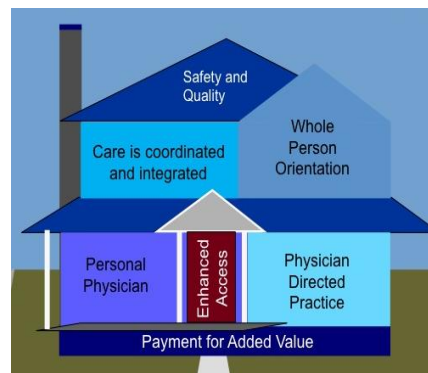 Safety and
Quality
Whole
Person
Orientation
Care is coordinated
and integrated
Personal
Physician
Enhanced
Access
Physician
Directed
Practice
Payment for Added Value